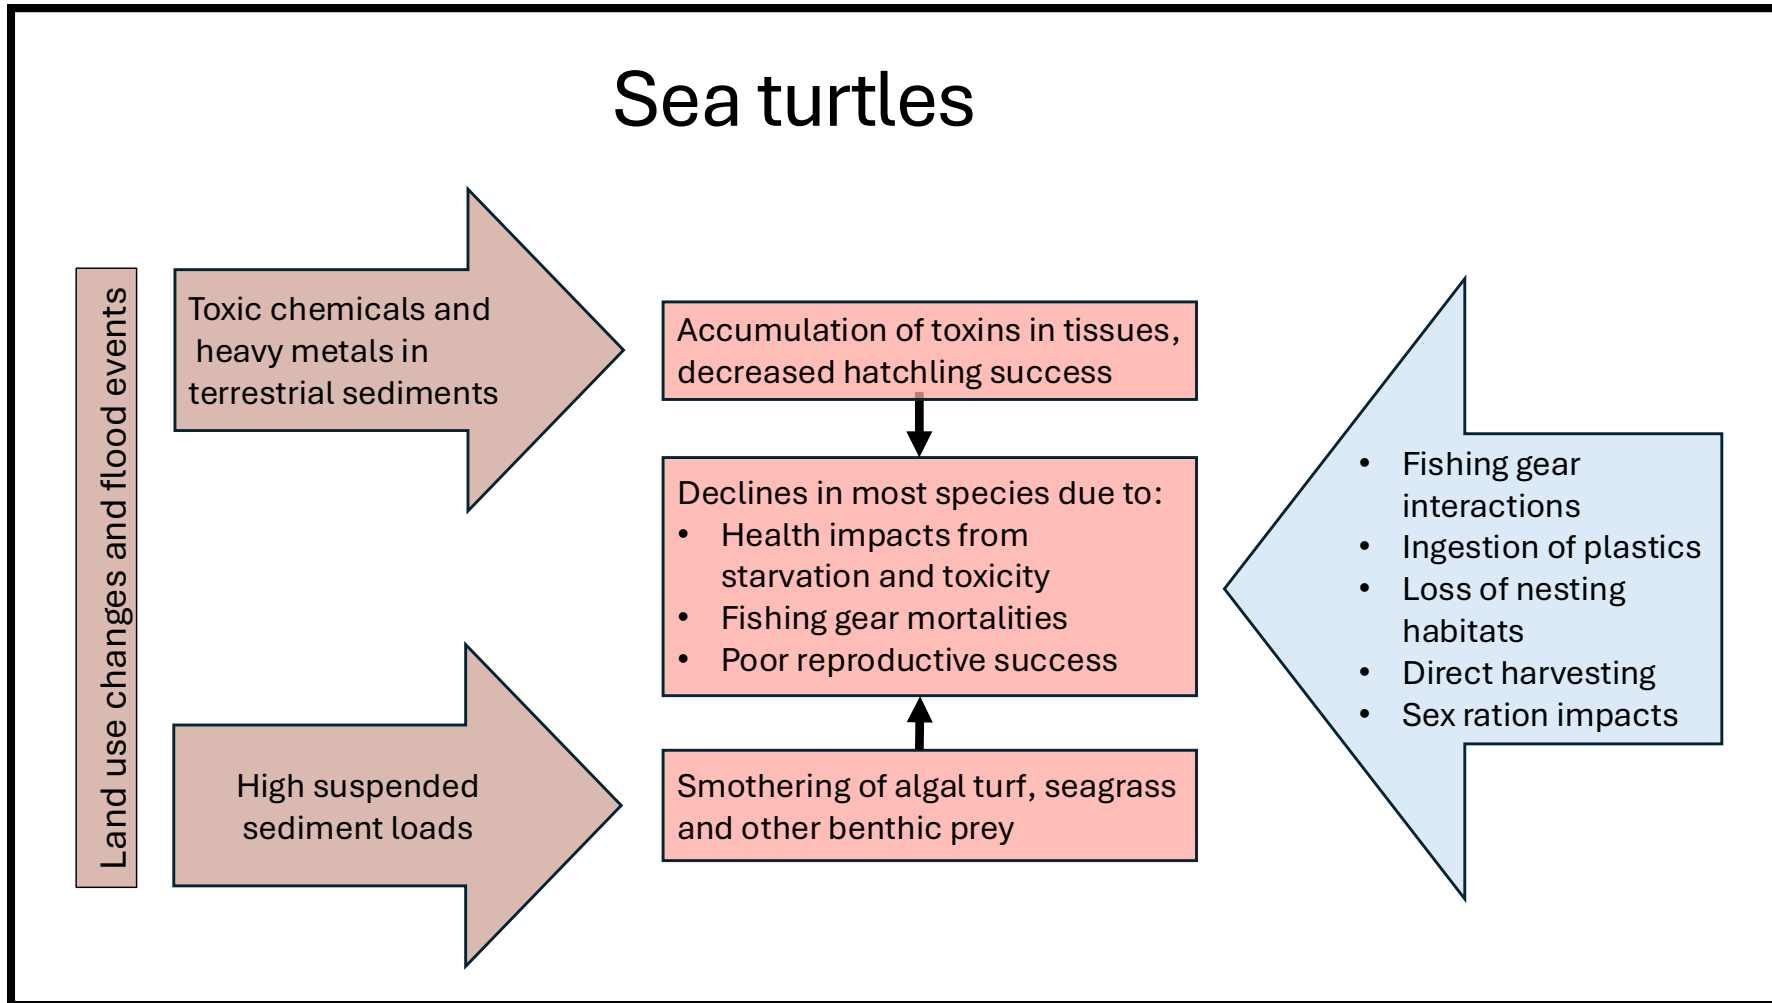 Sea turtles
Land use changes and flood events
Toxic chemicals and
heavy metals in
terrestrial sediments
High suspended
sediment loads
Accumulation of toxins in tissues,
decreased hatchling success
Declines in most species due to:
• Health impacts from
starvation and toxicity
• Fishing gear mortalities
• Poor reproductive success
Smothering of algal turf, seagrass
and other benthic prey
• Fishing gear
interactions
• Ingestion of plastics
• Loss of nesting
habitats
• Direct harvesting
• Sex ration impacts